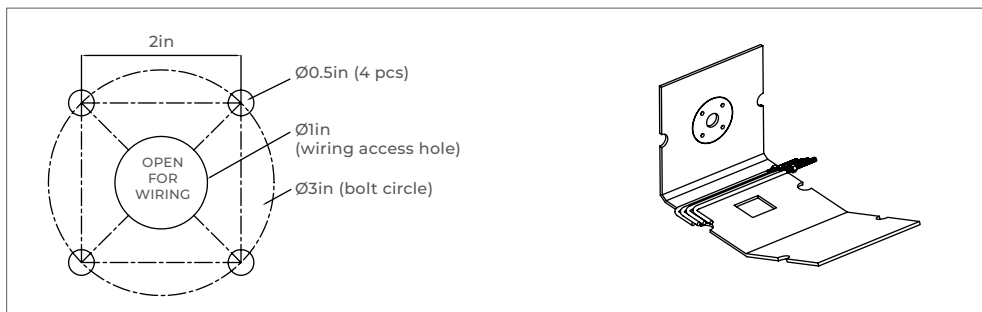 2in
Ø0.5in (4 pcs)
Ø1in
(wiring access hole)
OPEN
FOR
WIRING
Ø3in (bolt circle)